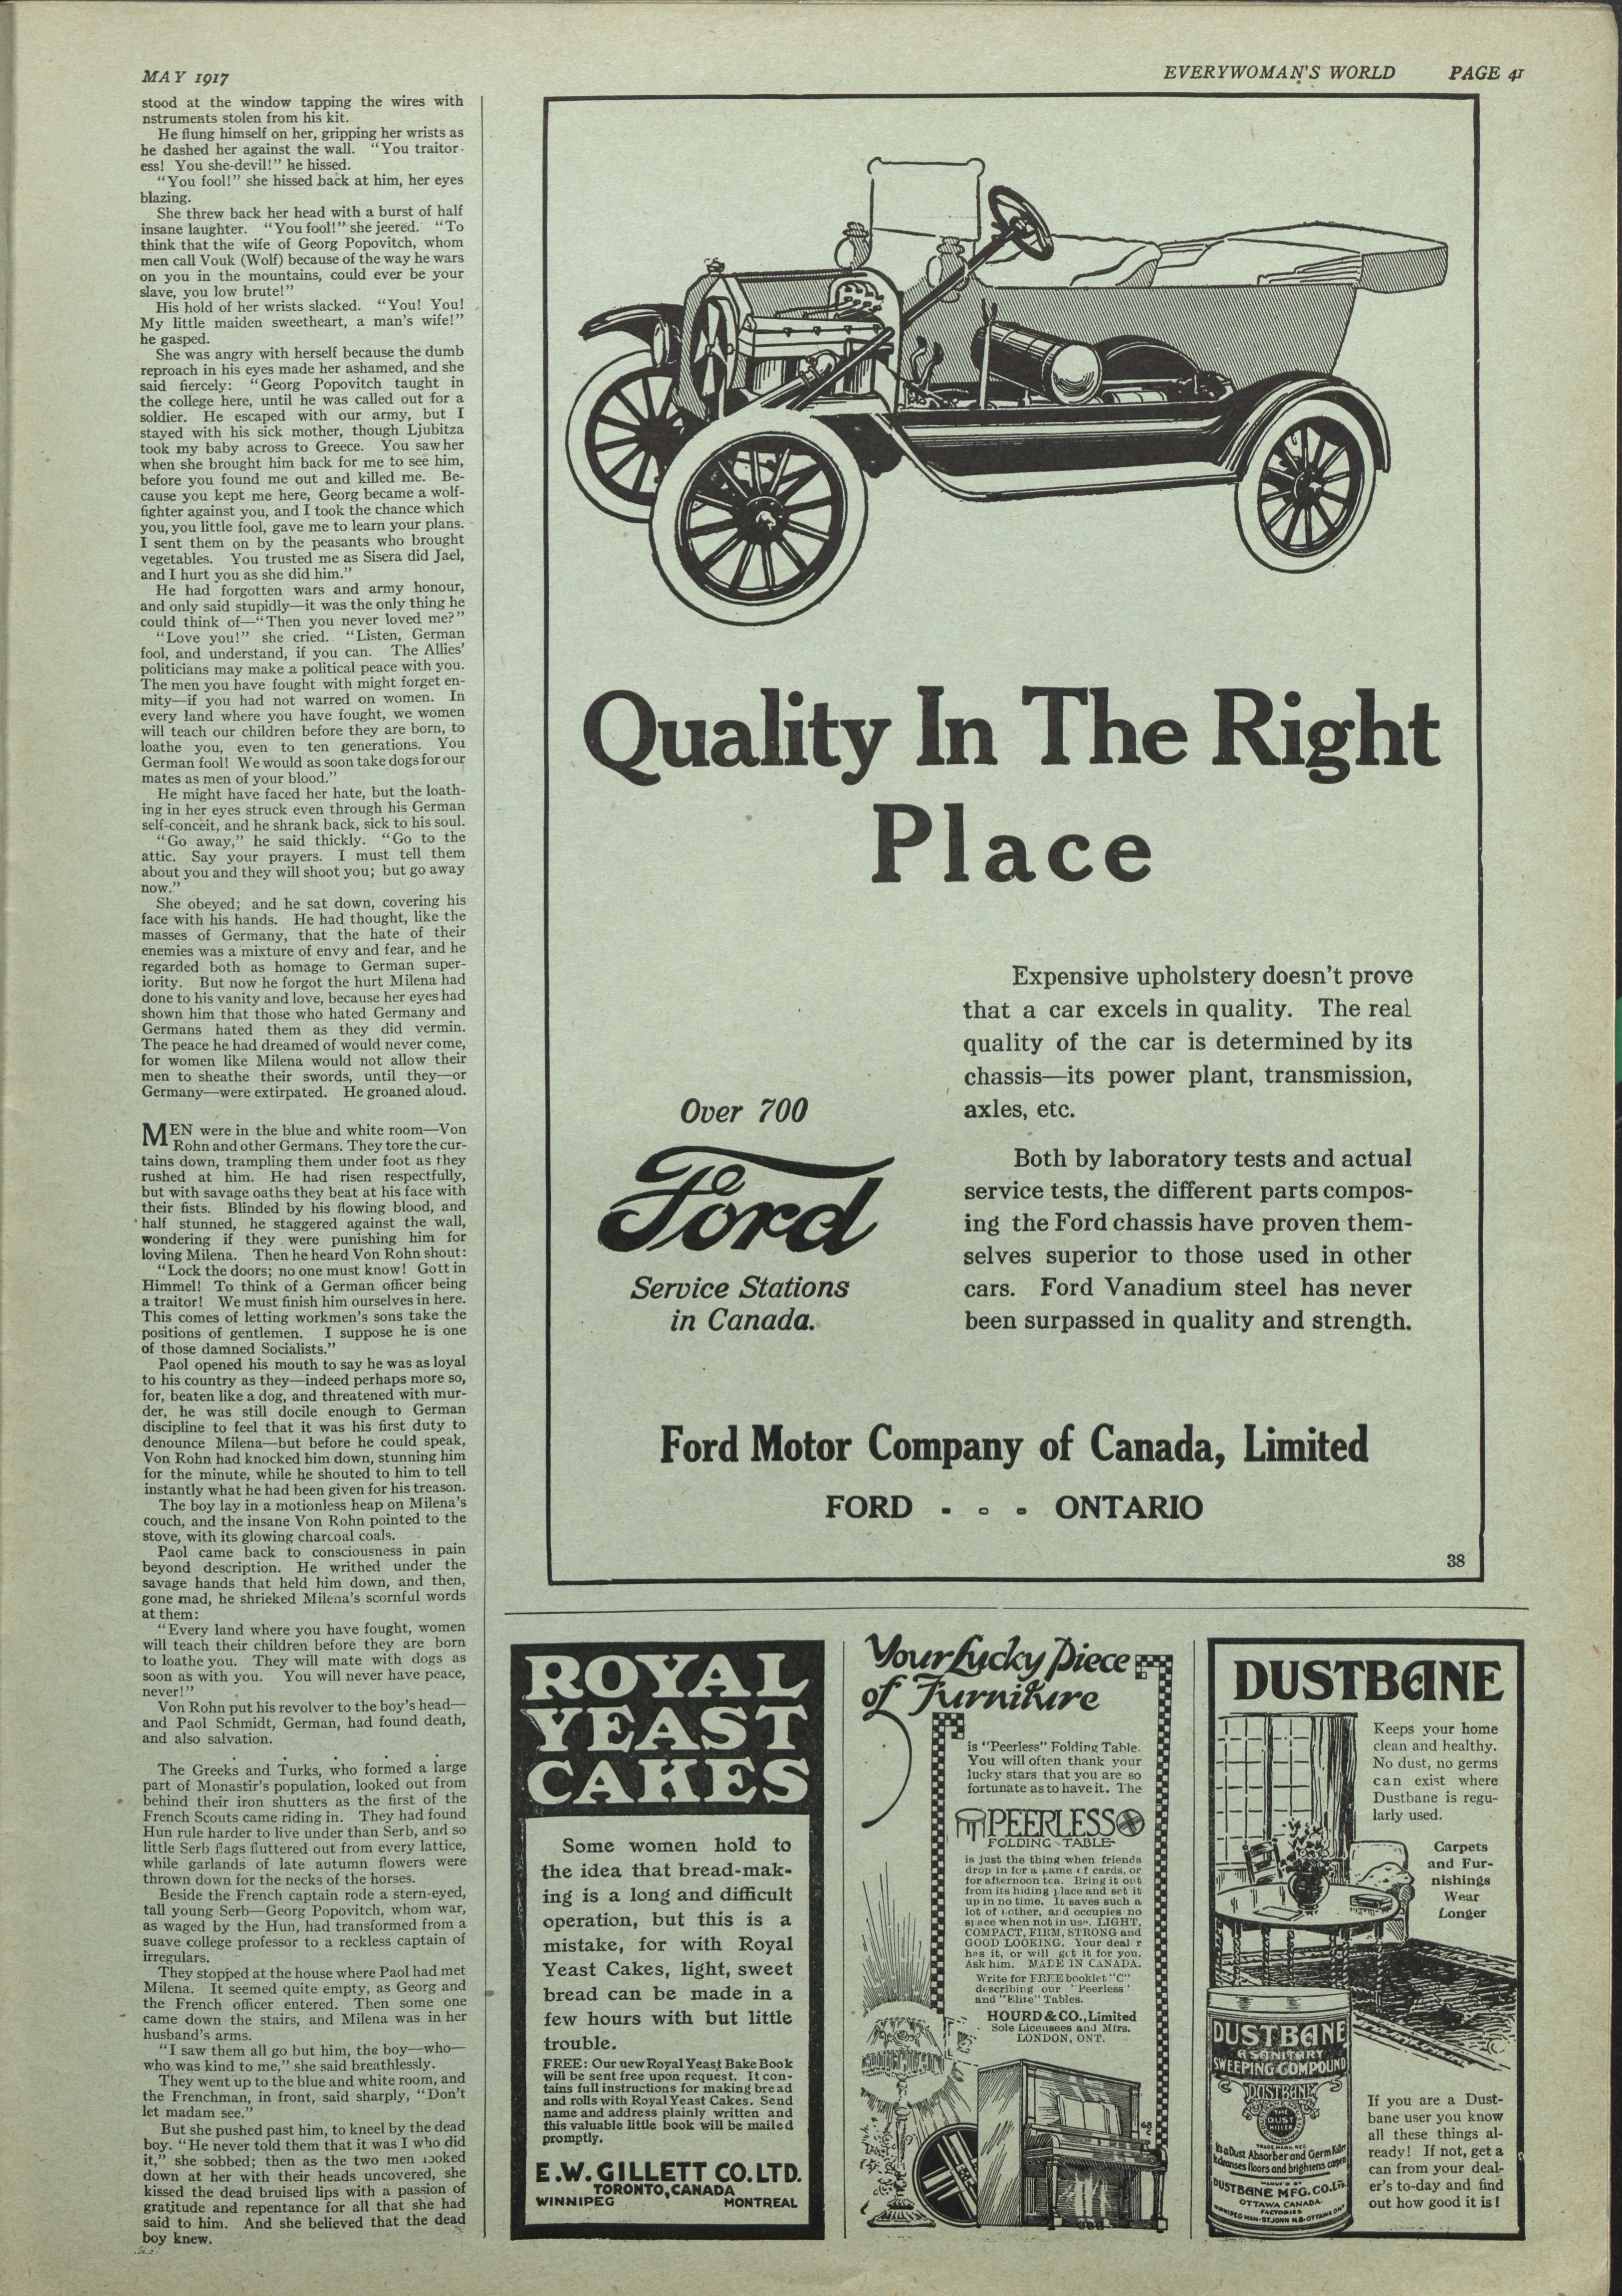 MAY 1917
EVERYWOMAN'S WORLD PAGE 41
stood at the window tapping the wires with
nstruments stolen from his kit.
He flung himself on her, gripping her wrists as
he dashed her against the wall. "You traitor-
ess! You she-devil!" he hissed.
"You fool!" she hissed back at him, her eyes
blazing.
She threw back her head with a burst of half
insane laughter. "You fool!" she jeered. "To
think that the wife of Georg Popovitch, whom
men call Vouk (Wolf) because of the way he wars
on you in the mountains, could ever be your
slave, you low brute!"
His hold of her wrists slacked. "You! You!
My little maiden sweetheart, a man's wife!"
he gasped.
She was angry with herself because the dumb
reproach in his eyes made her ashamed, and she
said fiercely: "Georg Popovitch taught in
the college here, until he was called out for a
soldier. He escaped with our army, but I
stayed with his sick mother, though Ljubitza
took my baby across to Greece. You saw her
when she brought him back for me to see him,
before you found me out and killed me. Be-
cause you kept me here, Georg became a wolf-
fighter against you, and I took the chance which
you, you little fool, gave me to learn your plans.
I sent them on by the peasants who brought
vegetables. You trusted me as Sisera did Jael,
and I hurt you as she did him."
He had forgotten wars and army honour,
and only said stupidly—it was the only thing he
could think of—"Then you never loved me?"
"Love you!" she cried. "Listen, German
fool, and understand, if you can. The Allies'
politicians may make a political peace with you.
The men you have fought with might forget en-
mity—if you had not warred on women. In
every land where you have fought, we women
will teach our children before they are born, to
loathe you, even to ten generations. You
German fool! We would as soon take dogs for our
mates as men of your blood."
He might have faced her hate, but the loath-
ing in her eyes struck even through his German
self-conceit, and he shrank back, sick to his soul.
"Go away," he said thickly. "Go to the
attic. Say your prayers. I must tell them
about you and they will shoot you; but go away
now."
She obeyed; and he sat down, covering his
face with his hands. He had thought, like the
masses of Germany, that the hate of their
enemies was a mixture of envy and fear, and he
regarded both as homage to German super-
iority. But now he forgot the hurt Milena had
done to his vanity and love, because her eyes had
shown him that those who hated Germany and
Germans hated them as they did vermin.
The peace he had dreamed of would never come,
for women like Milena would not allow their
men to sheathe their swords, until they—or
Germany—were extirpated. He groaned aloud.
MEN were in the blue and white room—Von
Rohn and other Germans. They tore the cur-
tains down, trampling them under foot as they
rushed at him. He had risen respectfully,
but with savage oaths they beat at his face with
their fists. Blinded by his flowing blood, and
half stunned, he staggered against the wall,
wondering if they were punishing him for
loving Milena. Then he heard Von Rohn shout:
"Lock the doors; no one must know! Gott in
Himmel! To think of a German officer being
a traitor! We must finish him ourselves in here.
This comes of letting workmen's sons take the
positions of gentlemen. I suppose he is one
of those damned Socialists."
Paol opened his mouth to say he was as loyal
to his country as they—indeed perhaps more so,
for, beaten like a dog, and threatened with mur-
der, he was still docile enough to German
discipline to feel that it was his first duty to
denounce Milena—but before he could speak,
Von Rohn had knocked him down, stunning him
for the minute, while he shouted to him to tell
instantly what he had been given for his treason.
The boy lay in a motionless heap on Milena's
couch, and the insane Von Rohn pointed to the
stove, with its glowing charcoal coals.
Paol came back to consciousness in pain
beyond description. He writhed under the
savage hands that held him down, and then,
gone mad, he shrieked Milena's scornful words
at them:
"Every land where you have fought, women
will teach their children before they are born
to loathe you. They will mate with dogs as
soon as with you. You will never have peace,
never!"
Von Rohn put his revolver to the boy's head—
and Paol Schmidt, German, had found death,
and also salvation.
. . . . . .
The Greeks and Turks, who formed a large
part of Monastir's population, looked out from
behind their iron shutters as the first of the
French Scouts came riding in. They had found
Hun rule harder to live under than Serb, and so
little Serb flags fluttered out from every lattice,
while garlands of late autumn flowers were
thrown down for the necks of the horses.
Beside the French captain rode a stern-eyed,
tall young Serb—Georg Popovitch, whom war,
as waged by the Hun, had transformed from a
suave college professor to a reckless captain of
irregulars.
They stopped at the house where Paol had met
Milena. It seemed quite empty, as Georg and
the French officer entered. Then some one
came down the stairs, and Milena was in her
husband's arms.
"I saw them all go but him, the boy—who—
who was kind to me," she said breathlessly.
They went up to the blue and white room, and
the Frenchman, in front, said sharply, "Don't
let madam see."
But she pushed past him, to kneel by the dead
boy. "He never told them that it was I who did
it," she sobbed; then as the two men looked
down at her with their heads uncovered, she
kissed the dead bruised lips with a passion of
gratitude and repentance for all that she had
said to him. And she believed that the dead
boy knew.
Quality In The Right
Place
Expensive upholstery doesn't prove
that a car excels in quality. The real
quality of the car is determined by its
chassis—its power plant, transmission,
axles, etc.
Both by laboratory tests and actual
service tests, the different parts compos-
ing the Ford chassis have proven them-
selves superior to those used in other
cars. Ford Vanadium steel has never
been surpassed in quality and strength.
Over 700
Ford
Service Stations
in Canada.
Ford Motor Company of Canada, Limited
FORD - - - ONTARIO
38
ROYAL
YEAST
CAKES
Some women hold to
the idea that bread-mak-
ing is a long and difficult
operation, but this is a
mistake, for with Royal
Yeast Cakes, light, sweet
bread can be made in a
few hours with but little
trouble.
FREE: Our new Royal Yeast Bake Book
will be sent free upon request. It con-
tains full instructions for making bread
and rolls with Royal Yeast Cakes. Send
name and address plainly written and
this valuable little book will be mailed
promptly.
E.W. GILLETT CO. LTD.
TORONTO, CANADA
WINNIPEG MONTREAL
Your Lucky Piece
of Furniture
is "Peerless" Folding Table.
You will often thank your
lucky stars that you are so
fortunate as to have it. The
PEERLESS
FOLDING TABLE
is just the thing when friends
drop in for a game of cards, or
for afternoon tea. Bring it out
from its hiding place and set it
up in no time. It saves such a
lot of bother, and occupies no
space when not in use. LIGHT,
COMPACT, FIRM, STRONG and
GOOD LOOKING. Your deal r
has it, or will get it for you.
Ask him. MADE IN CANADA.
Write for FREE booklet "C"
describing our "Peerless"
and "Elite" Tables.
HOURD & CO., Limited
Sole Licensees and Mfrs.
LONDON, ONT.
DUSTBANE
Keeps your home
clean and healthy.
No dust, no germs
can exist where
Dustbane is regu-
larly used.
Carpets
and Fur-
nishings
Wear
Longer
DUSTBANE
A SANITARY
SWEEPING COMPOUND
DUSTBANE
THE
DUST
KILLER
TRADE MARK REG
Is a Dust Absorber and Germ Killer
It cleanses floors and brightens carpets
MANUF'D BY
DUSTBANE MFG. CO. LTD.
OTTAWA CANADA.
FACTORIES
WINNIPEG MAN-ST. JOHN N.B-OTTAWA ONT
If you are a Dust-
bane user you know
all these things al-
ready! If not, get a
can from your deal-
er's to-day and find
out how good it is!